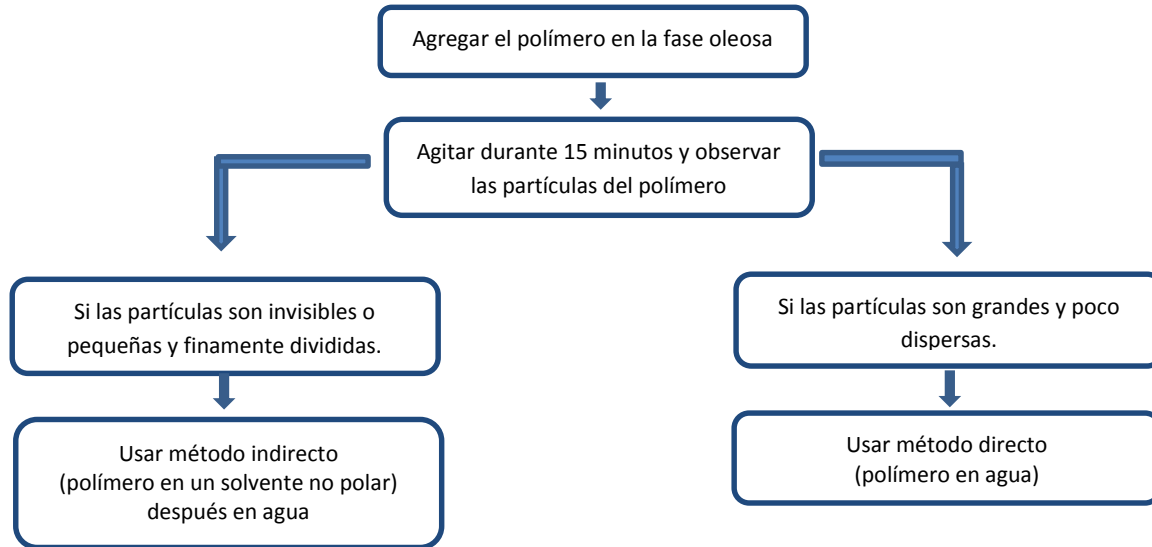 Agregar el polímero en la fase oleosa
Agitar durante 15 minutos y observar
las partículas del polímero
Si las partículas son invisibles o
pequeñas y finamente divididas.
Si las partículas son grandes y poco
dispersas.
Usar método indirecto
(polímero en un solvente no polar)
después en agua
Usar método directo
(polímero en agua)